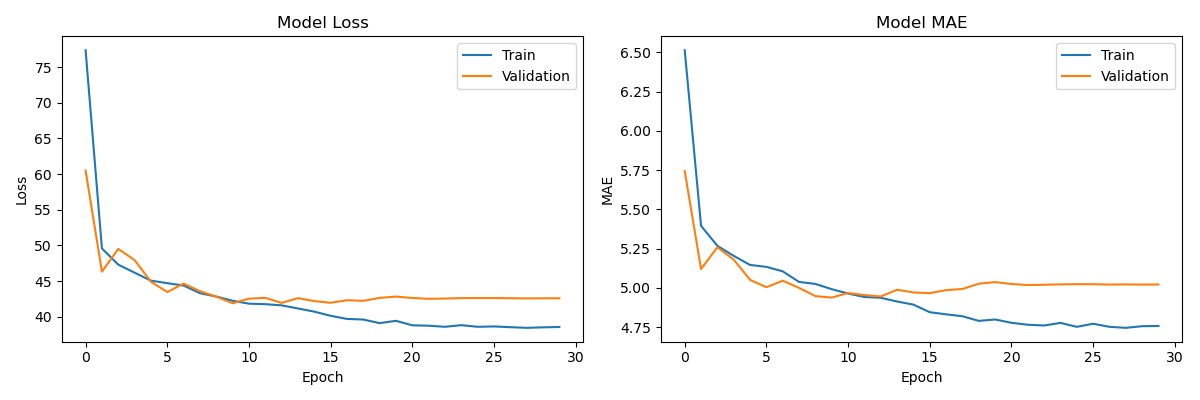 Model Loss
Train
Validation
75
70
65
60
55
50
45
40
Loss
0 5 10 15 20 25 30
Epoch
Model MAE
Train
Validation
6.50
6.25
6.00
5.75
5.50
5.25
5.00
4.75
MAE
0 5 10 15 20 25 30
Epoch